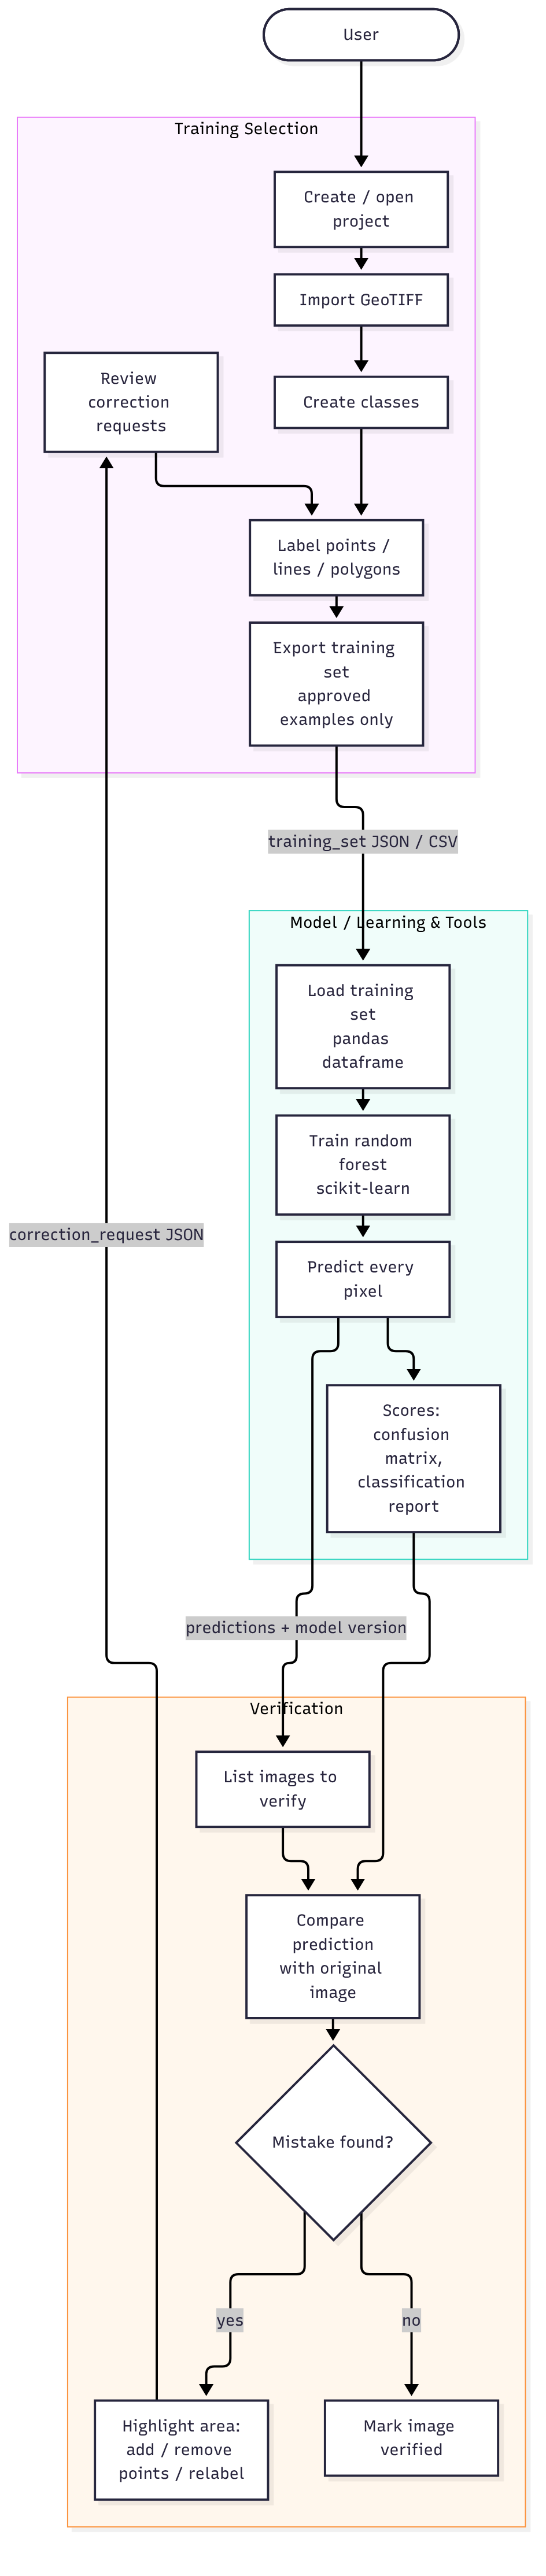 User
Training Selection
Create / open
project
Import GeoTIFF
Review
correction
requests
Create classes
Label points /
lines / polygons
Export training
set
approved
examples only
training_set JSON / CSV
Model / Learning & Tools
Load training
set
pandas
dataframe
Train random
forest
scikit-learn
correction_request JSON
Predict every
pixel
Scores:
confusion
matrix,
classification
report
predictions + model version
Verification
List images to
verify
Compare
prediction
with original
image
Mistake found?
yes
no
Highlight area:
add / remove
points / relabel
Mark image
verified